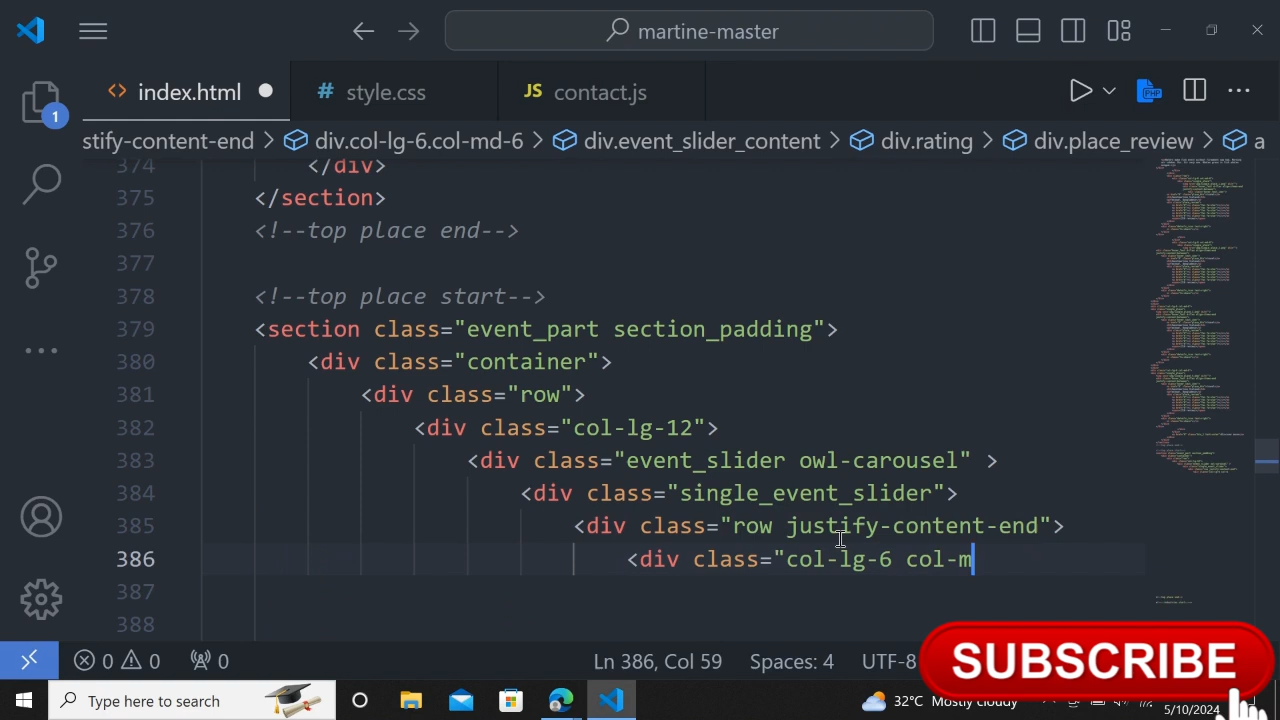 martine-master
index.html
# style.css
JS contact.js
stify-content-end > div.col-lg-6.col-md-6 > div.event_slider_content > div.rating > div.place_review > a
374 </div>
375 </section>
376 <!--top place end-->
377
378 <!--top place start-->
379 <section class="event_part section_padding">
380 <div class="container">
381 <div class="row">
382 <div class="col-lg-12">
383 <div class="event_slider owl-carousel" >
384 <div class="single_event_slider">
385 <div class="row justify-content-end">
386 <div class="col-lg-6 col-m
387
388
1
PHP
0 0 0 Ln 386, Col 59 Spaces: 4 UTF-8
SUBSCRIBE
Type here to search
32°C Mostly cloudy
5/10/2024